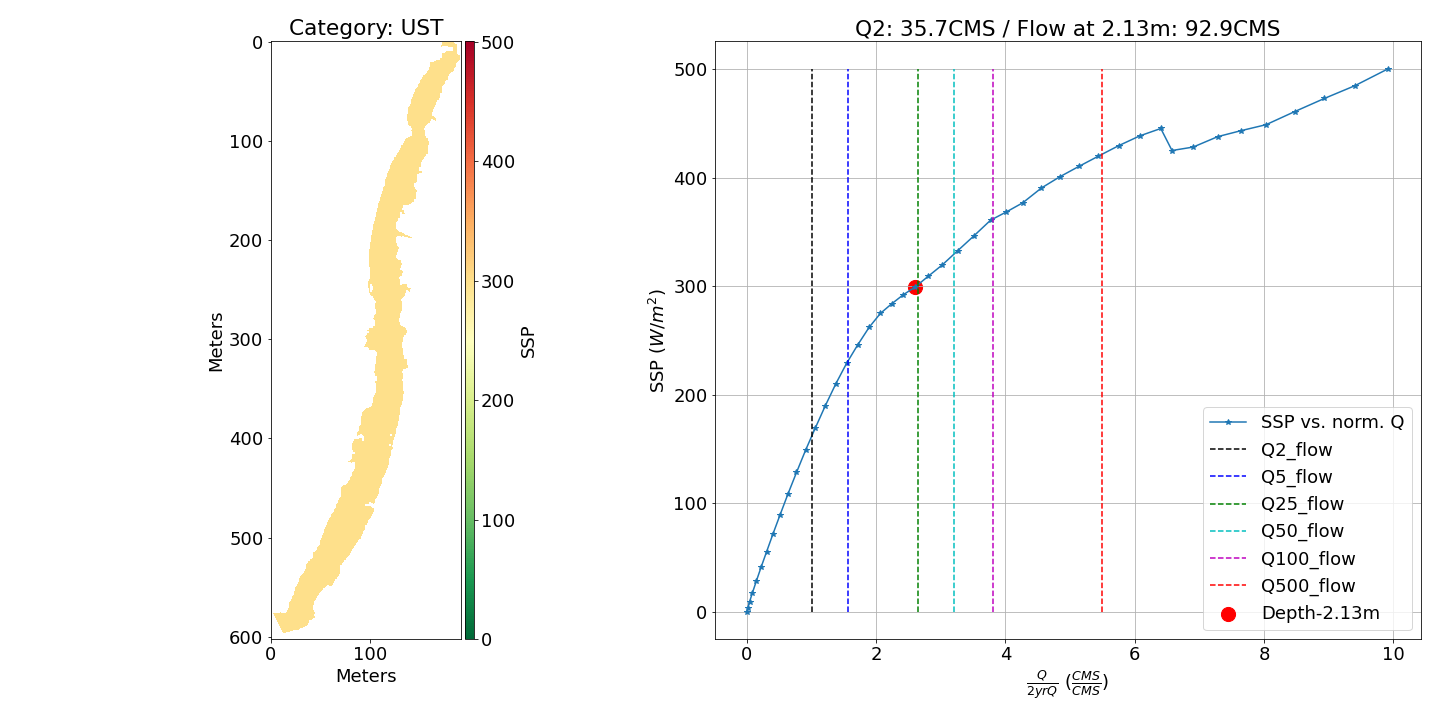 Category: UST
0
100
200
300
400
500
600
Meters
0 100
Meters
500
400
300
200
100
0
SSP
Q2: 35.7CMS / Flow at 2.13m: 92.9CMS
500
400
300
200
100
0
SSP (W/m²)
0 2 4 6 8 10
Q/2yrQ (CMS/CMS)
SSP vs. norm. Q
Q2_flow
Q5_flow
Q25_flow
Q50_flow
Q100_flow
Q500_flow
Depth-2.13m